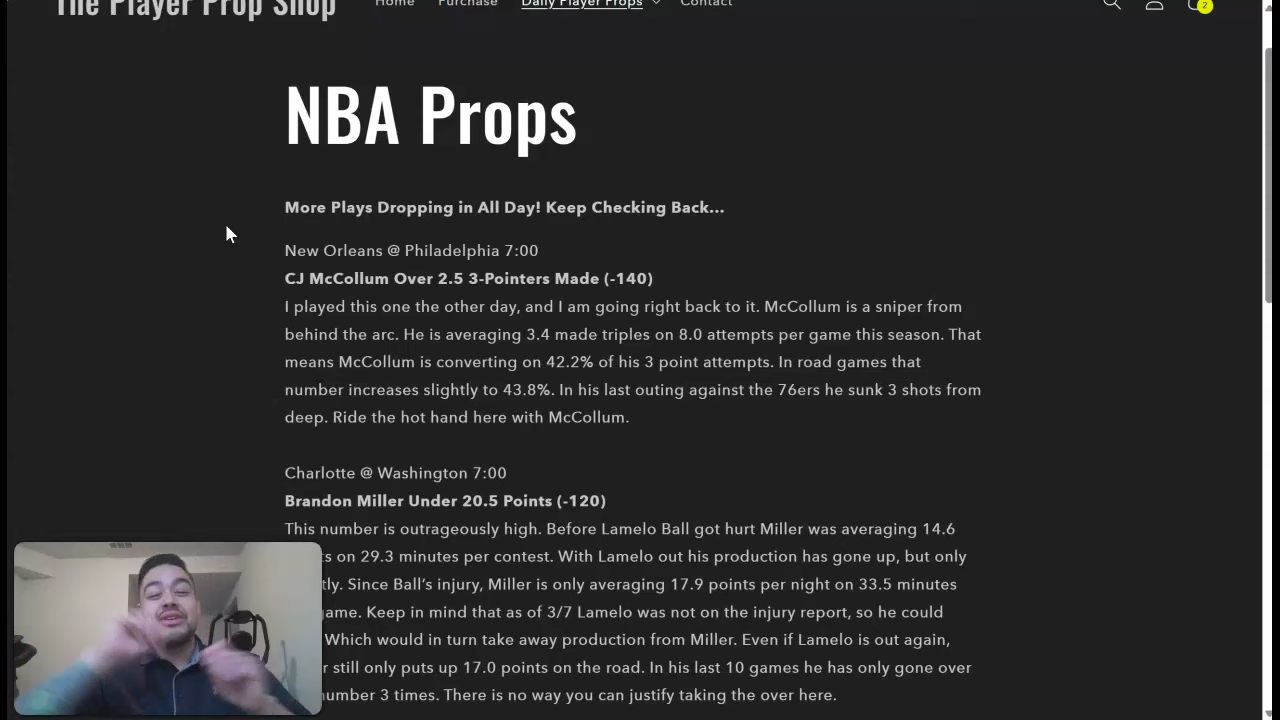 The Player Prop Shop
Home Purchase Daily Player Props Contact
2
NBA Props
More Plays Dropping in All Day! Keep Checking Back...
New Orleans @ Philadelphia 7:00
CJ McCollum Over 2.5 3-Pointers Made (-140)
I played this one the other day, and I am going right back to it. McCollum is a sniper from
behind the arc. He is averaging 3.4 made triples on 8.0 attempts per game this season. That
means McCollum is converting on 42.2% of his 3 point attempts. In road games that
number increases slightly to 43.8%. In his last outing against the 76ers he sunk 3 shots from
deep. Ride the hot hand here with McCollum.
Charlotte @ Washington 7:00
Brandon Miller Under 20.5 Points (-120)
This number is outrageously high. Before Lamelo Ball got hurt Miller was averaging 14.6
on 29.3 minutes per contest. With Lamelo out his production has gone up, but only
Since Ball's injury, Miller is only averaging 17.9 points per night on 33.5 minutes
game. Keep in mind that as of 3/7 Lamelo was not on the injury report, so he could
Which would in turn take away production from Miller. Even if Lamelo is out again,
still only puts up 17.0 points on the road. In his last 10 games he has only gone over
number 3 times. There is no way you can justify taking the over here.